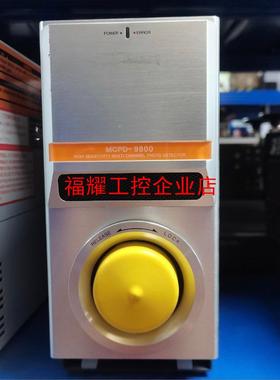 POWER ERROR
MCPD-9800
HIGH SENSITIVITY MULTI CHANNEL PHOTO DETECTOR
福耀工控企业店
RELEASE LOCK